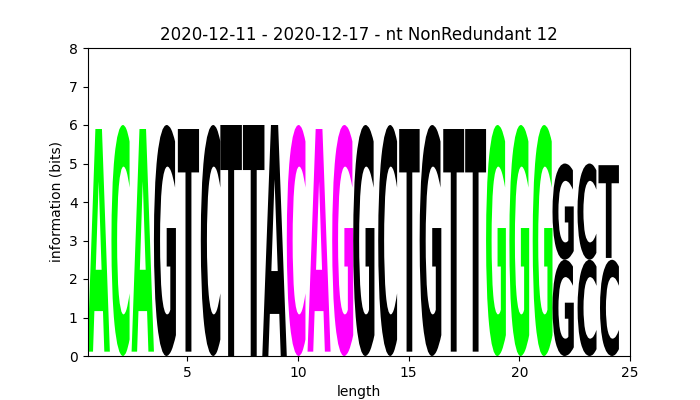 2020-12-11 - 2020-12-17 - nt NonRedundant 12
8
7
6
5
4
3
2
1
0
information (bits)
ACAGTCTTACAGGCTGTTGGGGCT
GCC
5
10
15
20
25
length